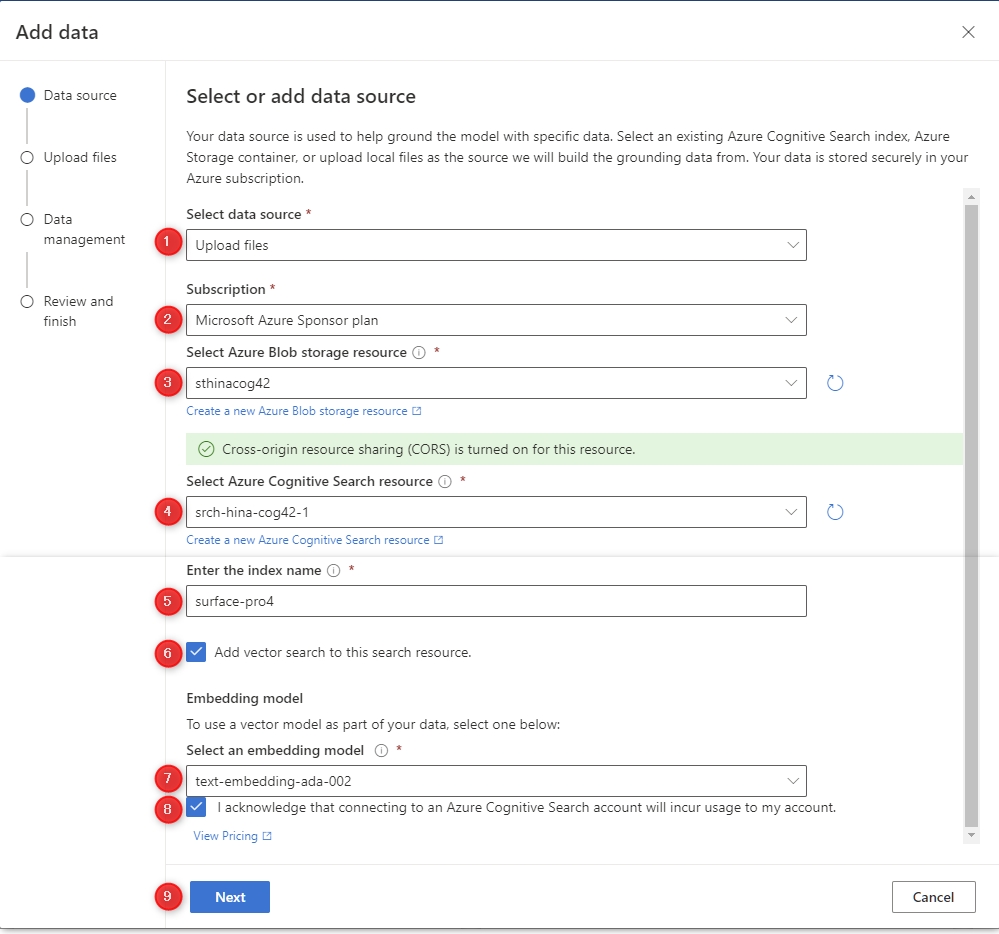 Add data
Data source
Upload files
Data
management
Review and
finish
Select or add data source
Your data source is used to help ground the model with specific data. Select an existing Azure Cognitive Search index, Azure
Storage container, or upload local files as the source we will build the grounding data from. Your data is stored securely in your
Azure subscription.
Select data source *
1 Upload files
Subscription *
2 Microsoft Azure Sponsor plan
Select Azure Blob storage resource *
3 sthinacog42
Create a new Azure Blob storage resource
Cross-origin resource sharing (CORS) is turned on for this resource.
Select Azure Cognitive Search resource *
4 srch-hina-cog42-1
Create a new Azure Cognitive Search resource
Enter the index name *
5 surface-pro4
6 Add vector search to this search resource.
Embedding model
To use a vector model as part of your data, select one below:
Select an embedding model *
7 text-embedding-ada-002
8 I acknowledge that connecting to an Azure Cognitive Search account will incur usage to my account.
View Pricing
9 Next
Cancel